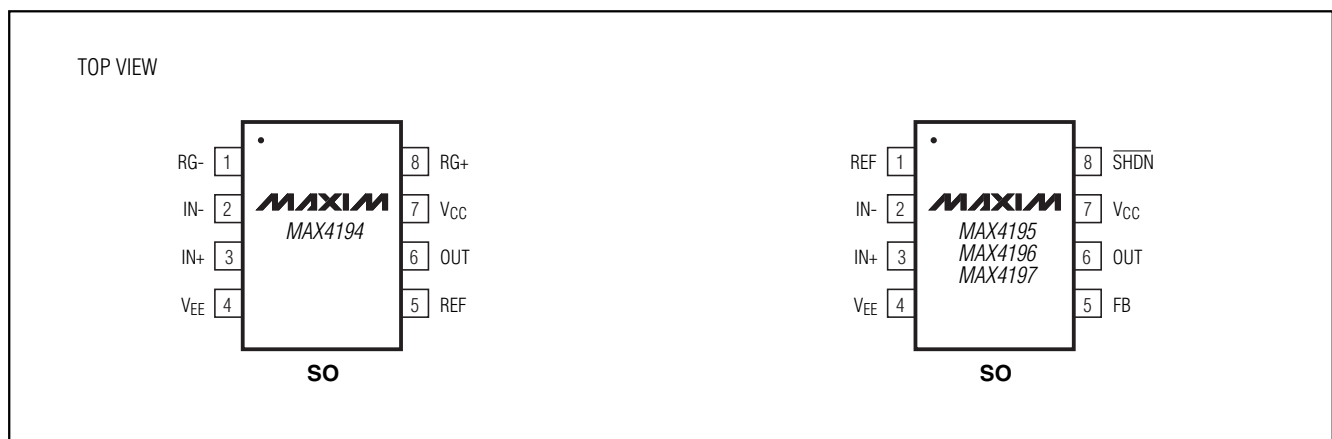 TOP VIEW
RG- 1
8 RG+
IN- 2
MAXIM
7 VCC
MAX4194
IN+ 3
6 OUT
VEE 4
5 REF
SO
REF 1
8 SHDN
IN- 2
MAXIM
7 VCC
MAX4195
IN+ 3
MAX4196
6 OUT
MAX4197
VEE 4
5 FB
SO